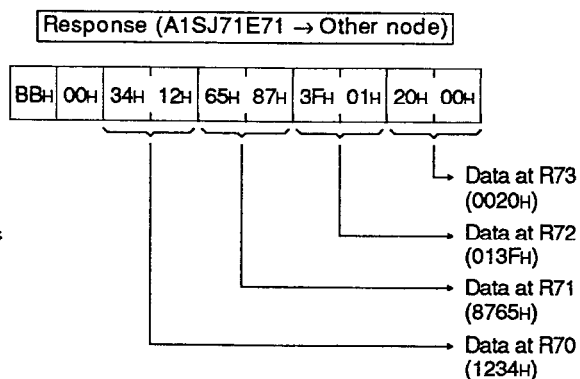 Response (A1SJ71E71 → Other node)
BBH 00H 34H 12H 65H 87H 3FH 01H 20H 00H
Data at R73
(0020H)
Data at R72
(013FH)
Data at R71
(8765H)
Data at R70
(1234H)